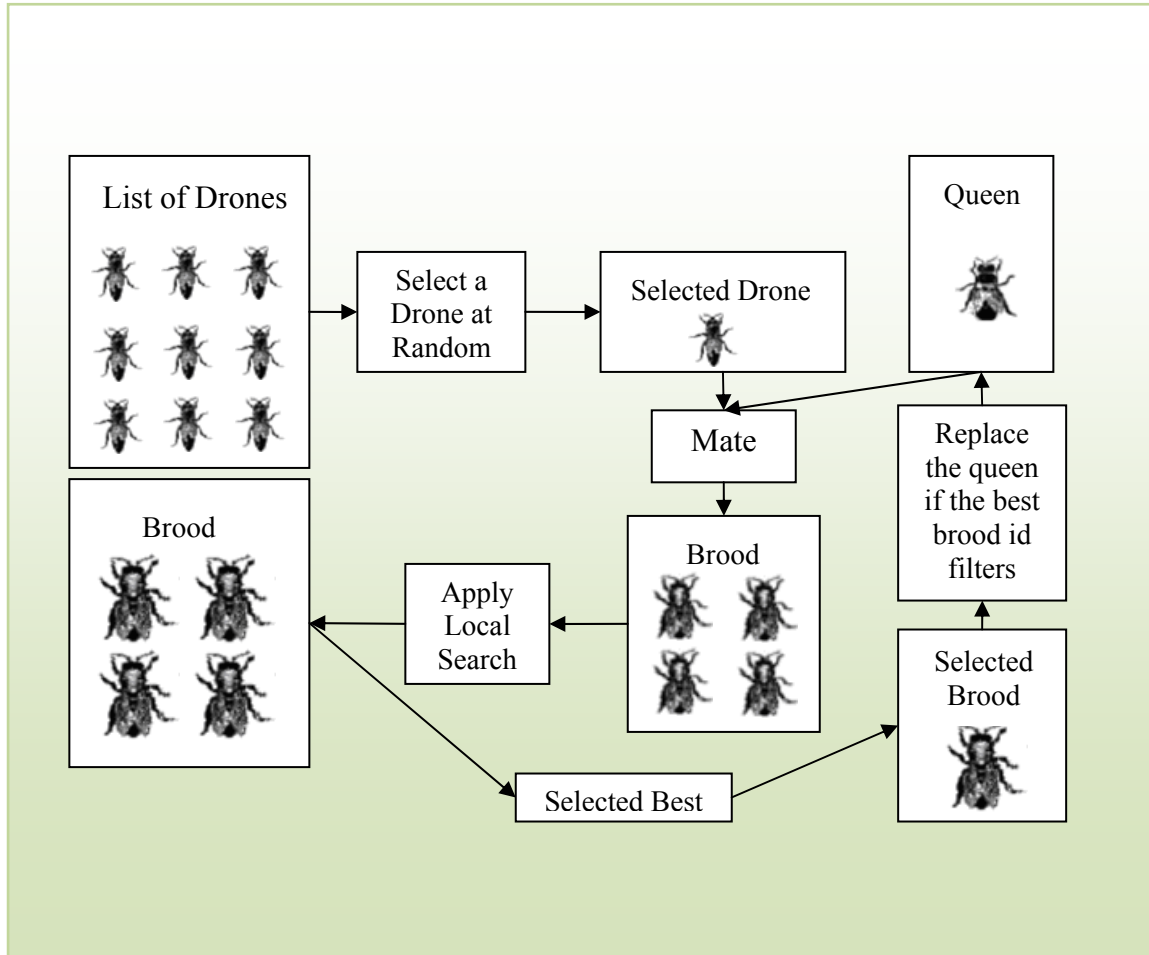 List of Drones
Select a
Drone at
Random
Selected Drone
Queen
Mate
Replace
the queen
if the best
brood id
filters
Brood
Apply
Local
Search
Brood
Selected
Brood
Selected Best